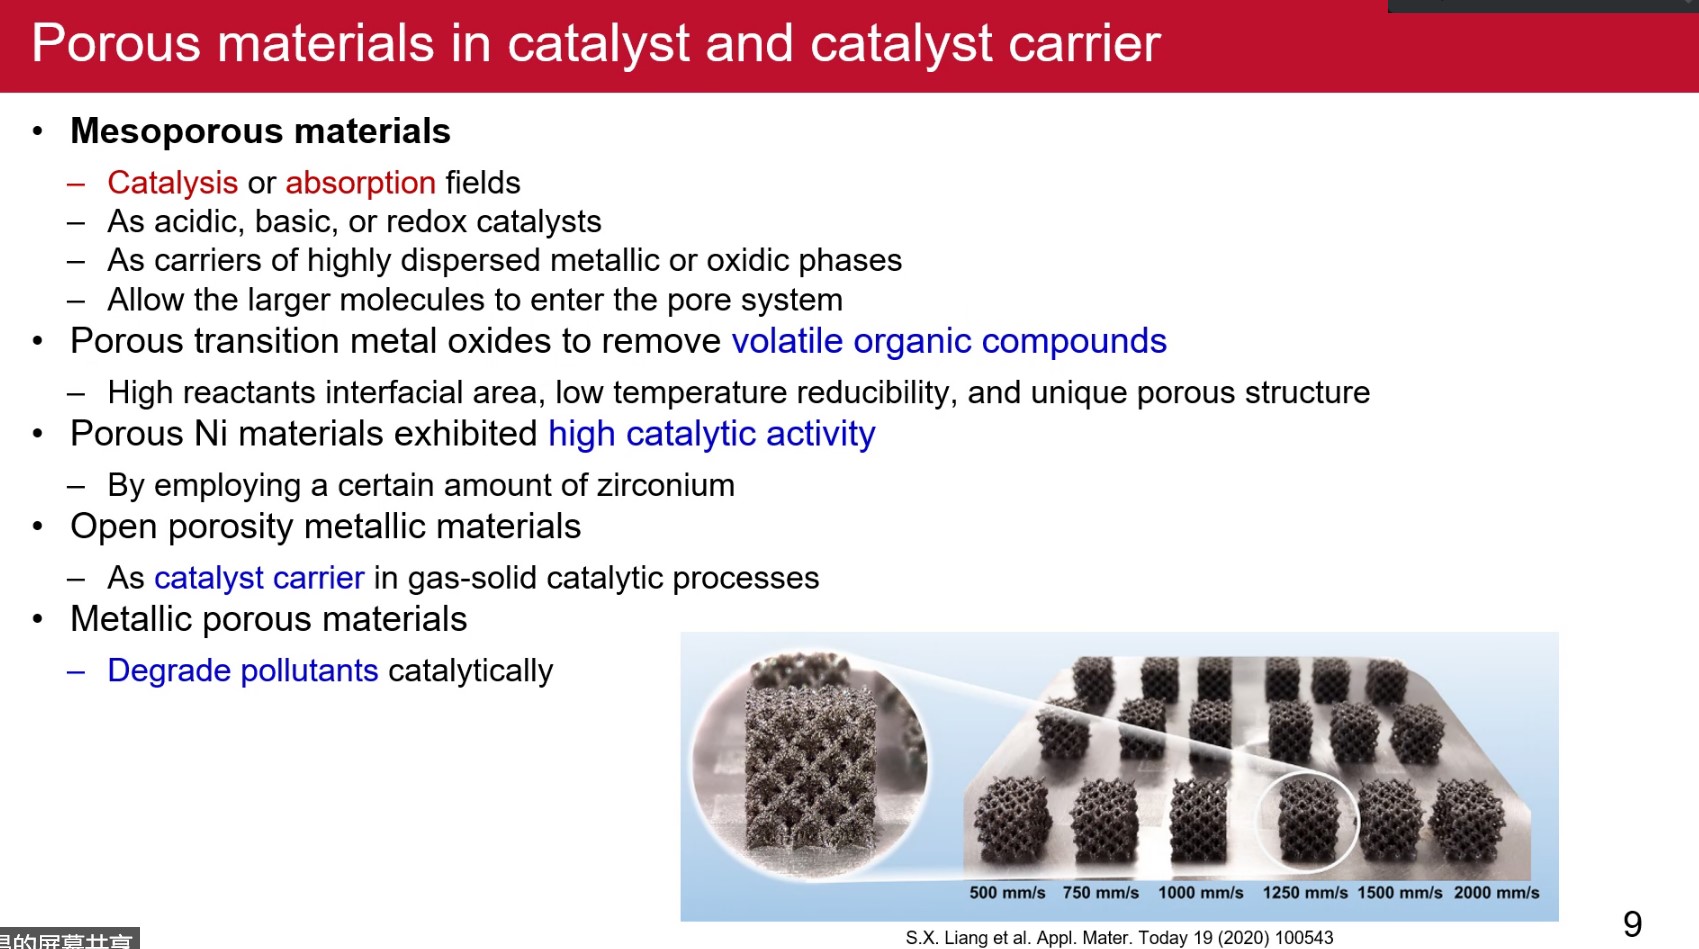 Porous materials in catalyst and catalyst carrier
• Mesoporous materials
– Catalysis or absorption fields
– As acidic, basic, or redox catalysts
– As carriers of highly dispersed metallic or oxidic phases
– Allow the larger molecules to enter the pore system
• Porous transition metal oxides to remove volatile organic compounds
– High reactants interfacial area, low temperature reducibility, and unique porous structure
• Porous Ni materials exhibited high catalytic activity
– By employing a certain amount of zirconium
• Open porosity metallic materials
– As catalyst carrier in gas-solid catalytic processes
• Metallic porous materials
– Degrade pollutants catalytically
500 mm/s 750 mm/s 1000 mm/s 1250 mm/s 1500 mm/s 2000 mm/s
S.X. Liang et al. Appl. Mater. Today 19 (2020) 100543
9
的屏幕共享